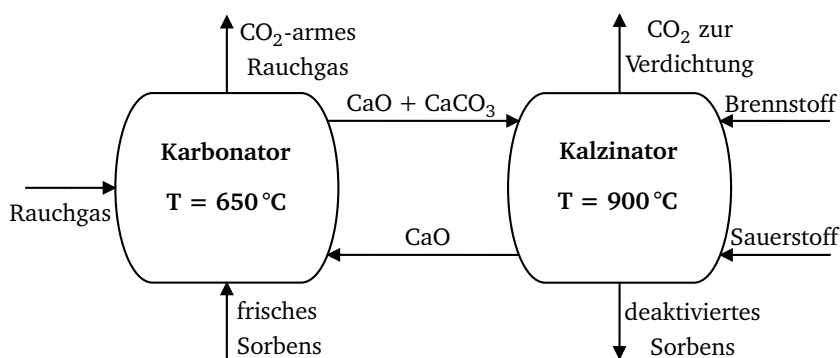 CO₂-armes
Rauchgas
CO₂ zur
Verdichtung
CaO + CaCO₃
Brennstoff
Karbonator
T = 650 °C
Kalzinator
T = 900 °C
Rauchgas
CaO
Sauerstoff
frisches
Sorbens
deaktiviertes
Sorbens